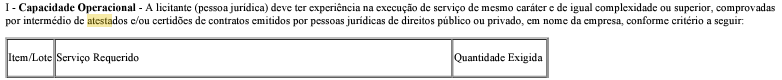 I - Capacidade Operacional - A licitante (pessoa jurídica) deve ter experiência na execução de serviço de mesmo caráter e de igual complexidade ou superior, comprovadas
por intermédio de atestados e/ou certidões de contratos emitidos por pessoas jurídicas de direitos público ou privado, em nome da empresa, conforme critério a seguir:
Item/Lote Serviço Requerido Quantidade Exigida